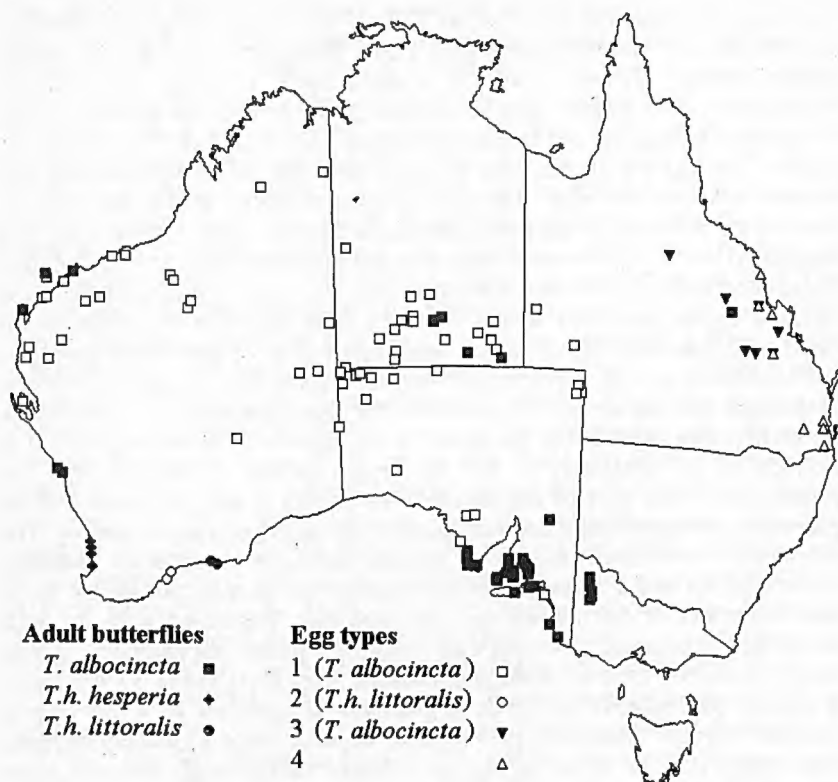 Adult butterflies
T. albocincta
T.h. hesperia
T.h. littoralis
Egg types
1 (T. albocincta)
2 (T.h. littoralis)
3 (T. albocincta)
4